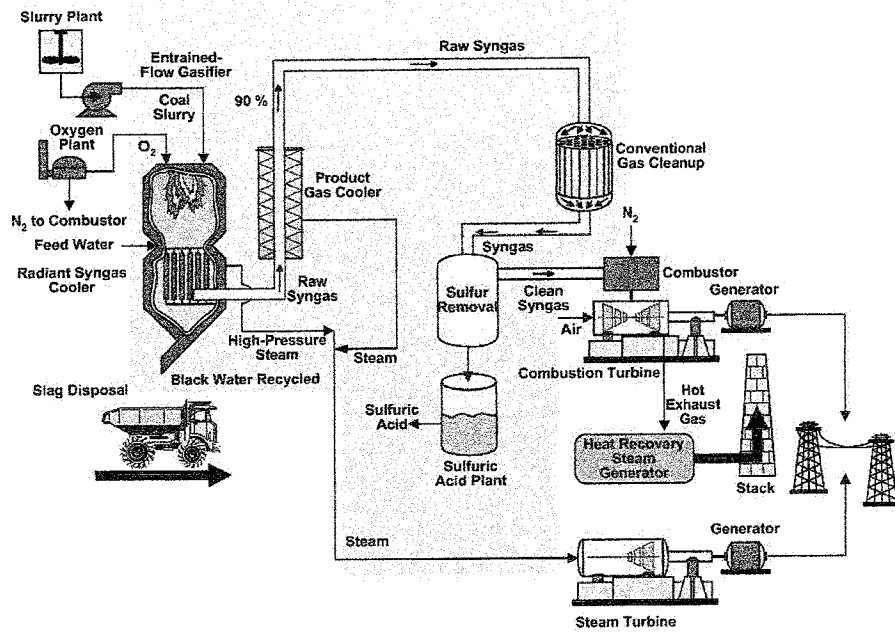 Slurry Plant
Entrained-
Flow Gasifier
Coal
Slurry
Oxygen
Plant
O2
N2 to Combustor
Feed Water
Radiant Syngas
Cooler
90 %
Raw Syngas
Product
Gas Cooler
Raw
Syngas
High-Pressure
Steam
Steam
Black Water Recycled
Slag Disposal
Conventional
Gas Cleanup
Syngas
N2
Sulfur
Removal
Clean
Syngas
Combustor
Generator
Air
Combustion Turbine
Hot
Exhaust
Gas
Sulfuric
Acid
Sulfuric
Acid Plant
Heat Recovery
Steam
Generator
Stack
Steam
Generator
Steam Turbine